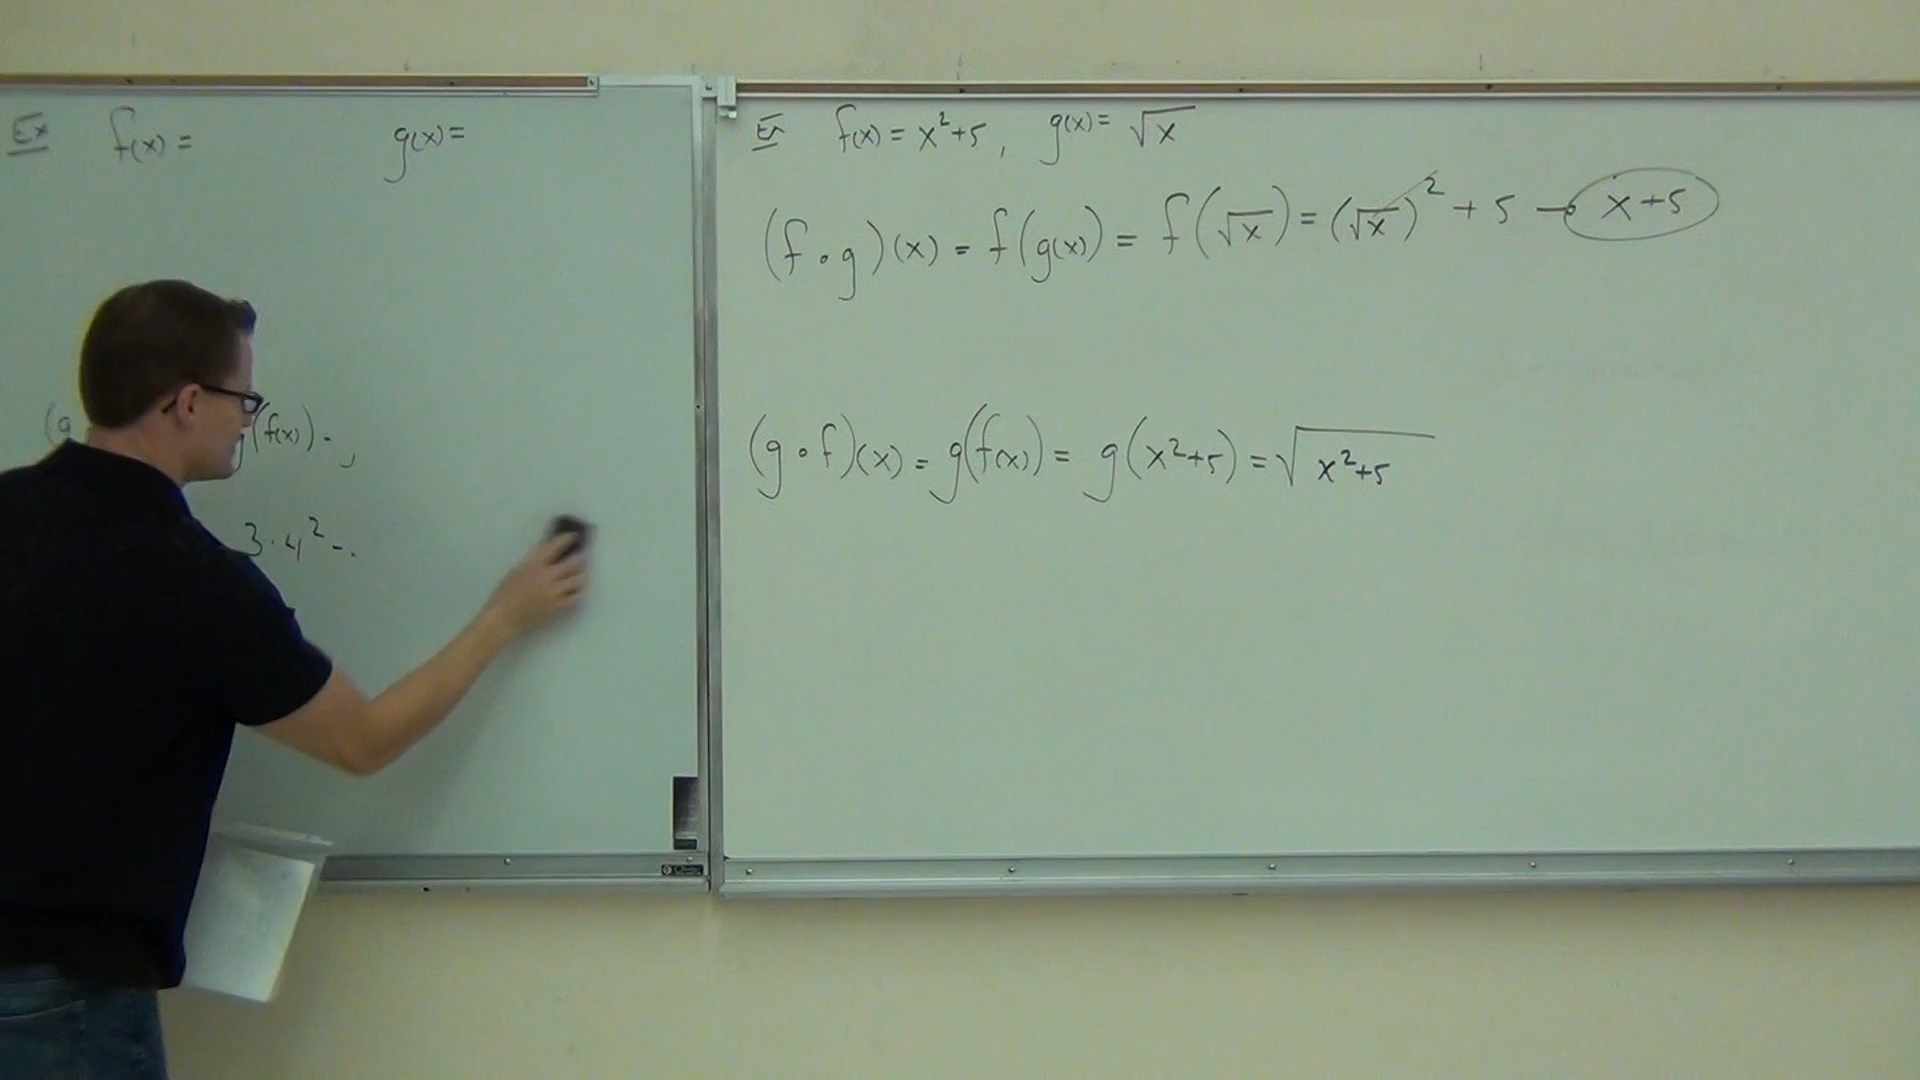 Ex f(x) = g(x) =
g(f(x)) -
3·4² -
Ex f(x) = x²+5, g(x) = √x
(f∘g)(x) = f(g(x)) = f(√x) = (√x)² + 5 → x+5
(g∘f)(x) = g(f(x)) = g(x²+5) = √x²+5